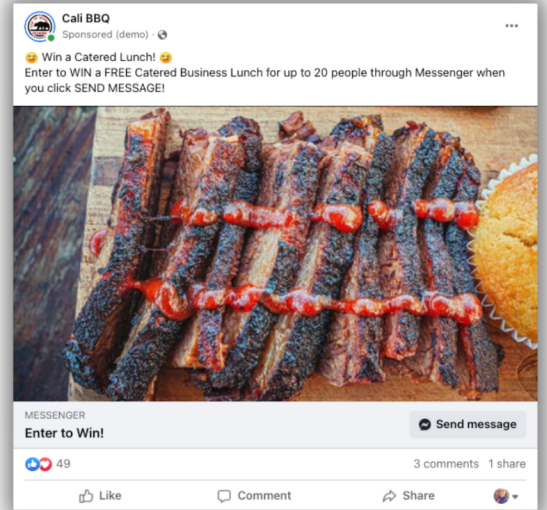 Cali BBQ
Sponsored (demo) ·
😋 Win a Catered Lunch! 😋
Enter to WIN a FREE Catered Business Lunch for up to 20 people through Messenger when
you click SEND MESSAGE!
MESSENGER
Enter to Win!
Send message
49
3 comments 1 share
Like
Comment
Share